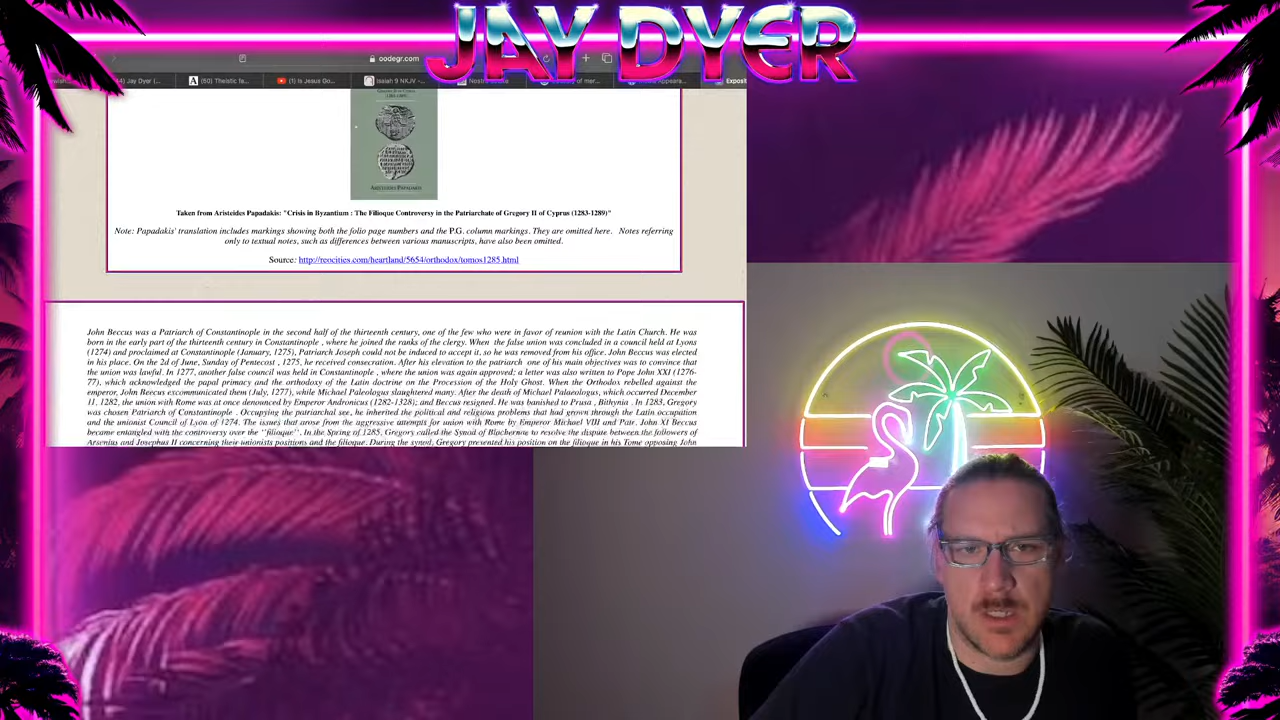 JAY DYER
oodegr.com
) Jay Dyer (...
(50) Theistic Is...
(1) Is Jesus Go...
Isaiah 9 NKJV -...
Exposit
ARISTEIDES PAPADAKIS
Taken from Aristeides Papadakis: "Crisis in Byzantium : The Filioque Controversy in the Patriarchate of Gregory II of Cyprus (1283-1289)"
Note: Papadakis' translation includes markings showing both the folio page numbers and the P.G. column markings. They are omitted here. Notes referring
only to textual notes, such as differences between various manuscripts, have also been omitted.
Source: http://reocities.com/heartland/5654/orthodox/tomos1285.html
John Beccus was a Patriarch of Constantinople in the second half of the thirteenth century, one of the few who were in favor of reunion with the Latin Church. He was
born in the early part of the thirteenth century in Constantinople , where he joined the ranks of the clergy. When the false union was concluded in a council held at Lyons
(1274) and proclaimed at Constantinople (January, 1275), Patriarch Joseph could not be induced to accept it, so he was removed from his office. John Beccus was elected
in his place. On the 2d of June, Sunday of Pentecost , 1275, he received consecration. After his elevation to the patriarch one of his main objectives was to convince that
the union was lawful. In 1277, another false council was held in Constantinople , where the union was again approved; a letter was also written to Pope John XXI (1276-
77), which acknowledged the papal primacy and the orthodoxy of the Latin doctrine on the Procession of the Holy Ghost. When the Orthodox rebelled against the
emperor, John Beccus excommunicated them (July, 1277), while Michael Paleologus slaughtered many. After the death of Michael Palaeologus, which occurred December
11, 1282, the union with Rome was at once denounced by Emperor Andronicus (1282-1328); and Beccus resigned. He was banished to Prusa , Bithynia . In 1283, Gregory
was chosen Patriarch of Constantinople . Occupying the patriarchal see, he inherited the political and religious problems that had grown through the Latin occupation
and the unionist Council of Lyon of 1274. The issues that arose from the aggressive attempts for union with Rome by Emperor Michael VIII and Patr. John XI Beccus
became entangled with the controversy over the ''filioque''. In the Spring of 1285, Gregory called the Synod of Blachernae to resolve the dispute between the followers of
Arsenius and Josephus II concerning their unionists positions and the filioque. During the synod, Gregory presented his position on the filioque in his Tome opposing John